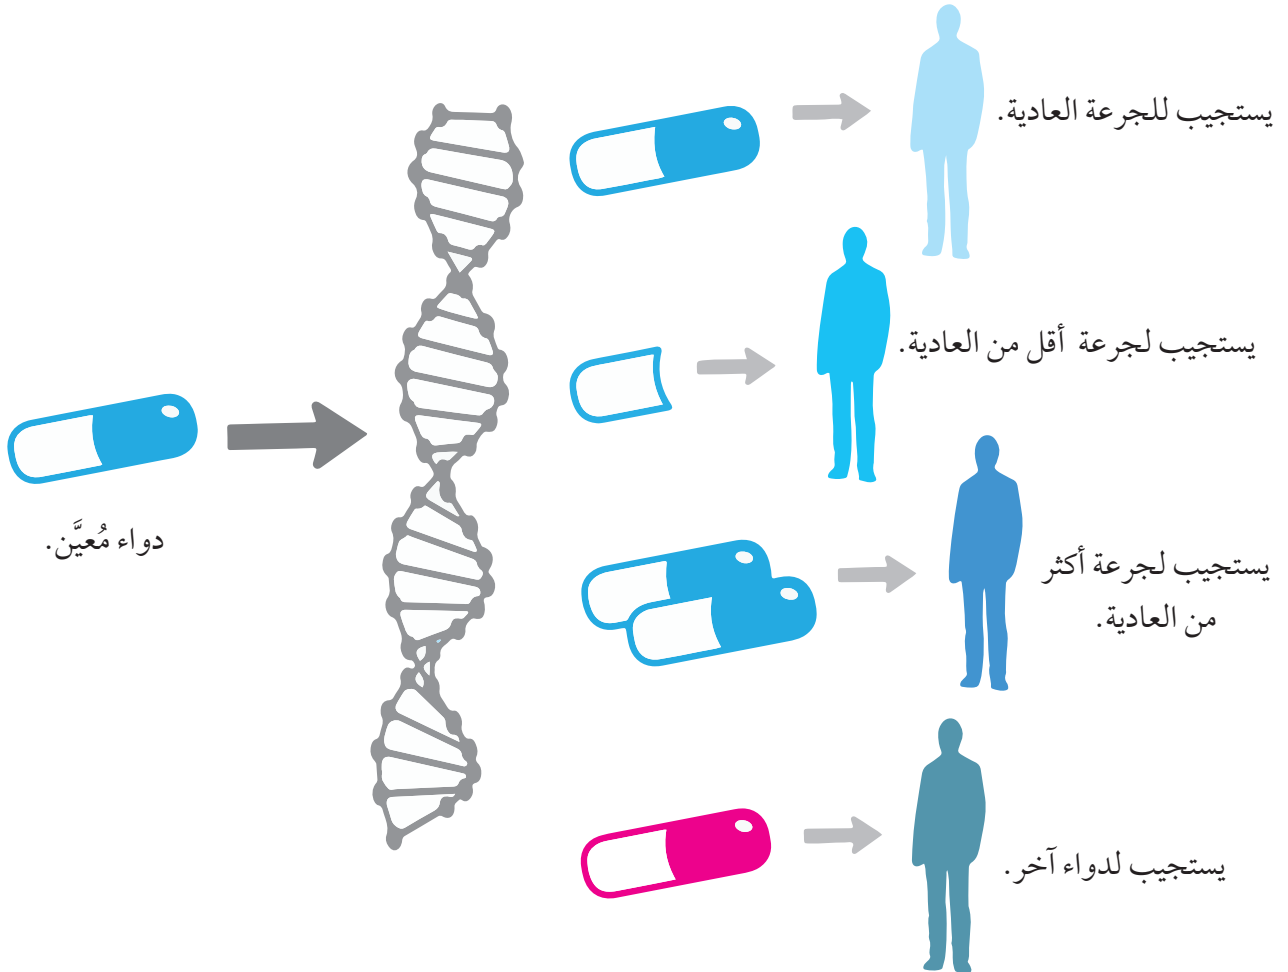 يستجيب للجرعة العادية.
يستجيب لجرعة أقل من العادية.
دواء مُعيَّن.
يستجيب لجرعة أكثر
من العادية.
يستجيب لدواء آخر.